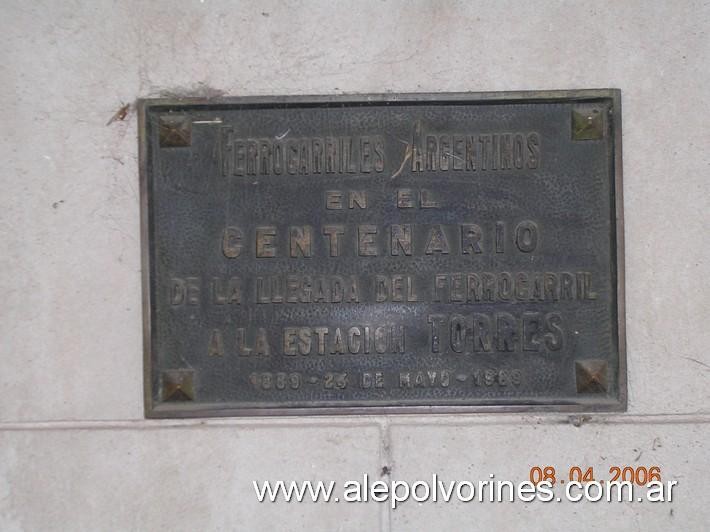 FERROCARRILES ARGENTINOS
EN EL
CENTENARIO
DE LA LLEGADA DEL FERROCARRIL
A LA ESTACION TORRES
1889 - 24 DE MAYO - 1989
08.04.2006
www.alepolvorines.com.ar